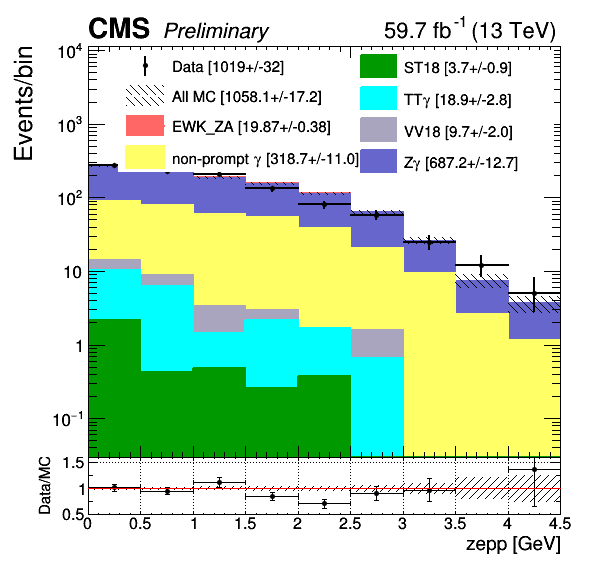 CMS Preliminary 59.7 fb⁻¹ (13 TeV)
Events/bin
Data [1019+/-32]
All MC [1058.1+/-17.2]
EWK_ZA [19.87+/-0.38]
non-prompt γ [318.7+/-11.0]
ST18 [3.7+/-0.9]
TTγ [18.9+/-2.8]
VV18 [9.7+/-2.0]
Zγ [687.2+/-12.7]
10⁴
10³
10²
10
1
10⁻¹
Data/MC
1.5
1
0.5
0 0.5 1 1.5 2 2.5 3 3.5 4 4.5
zepp [GeV]